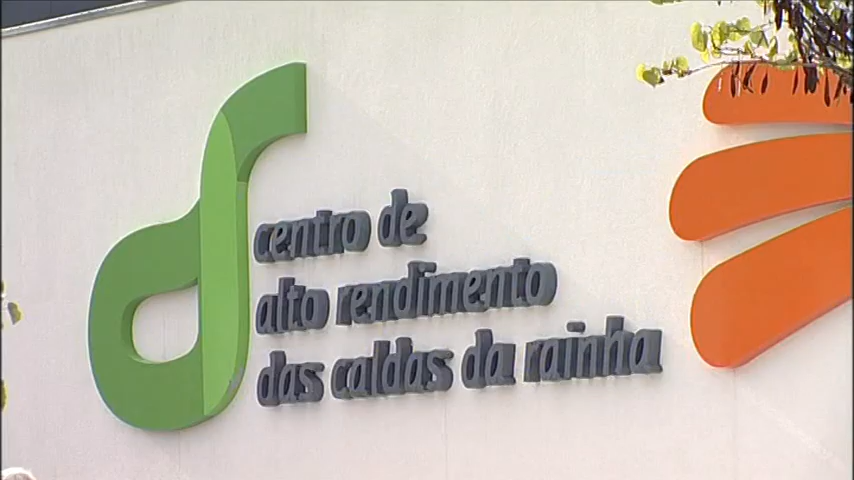 centro de
alto rendimento
das caldas da rainha